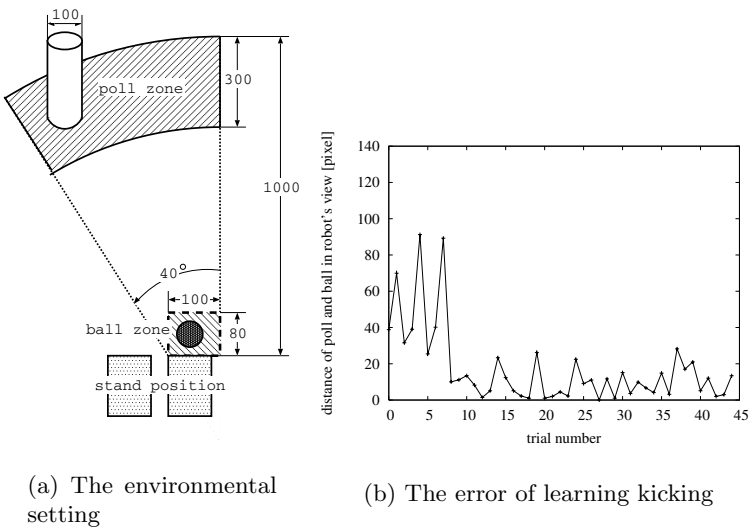 100
poll zone
300
1000
40°
100
ball zone
80
stand position
(a) The environmental
setting
distance of poll and ball in robot's view [pixel]
140
120
100
80
60
40
20
0
0 5 10 15 20 25 30 35 40 45
trial number
(b) The error of learning kicking